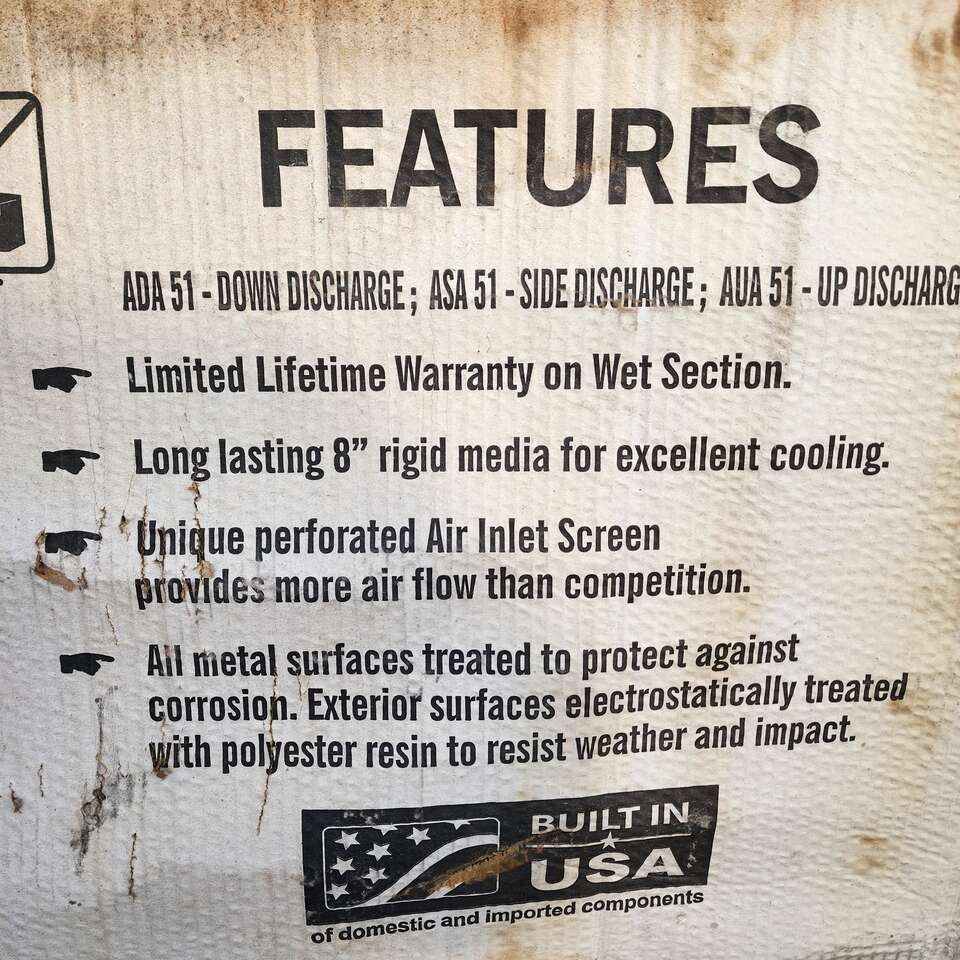 FEATURES
ADA 51 - DOWN DISCHARGE ; ASA 51 - SIDE DISCHARGE ; AUA 51 - UP DISCHARG
Limited Lifetime Warranty on Wet Section.
Long lasting 8” rigid media for excellent cooling.
Unique perforated Air Inlet Screen
provides more air flow than competition.
All metal surfaces treated to protect against
corrosion. Exterior surfaces electrostatically treated
with polyester resin to resist weather and impact.
BUILT IN
USA
of domestic and imported components